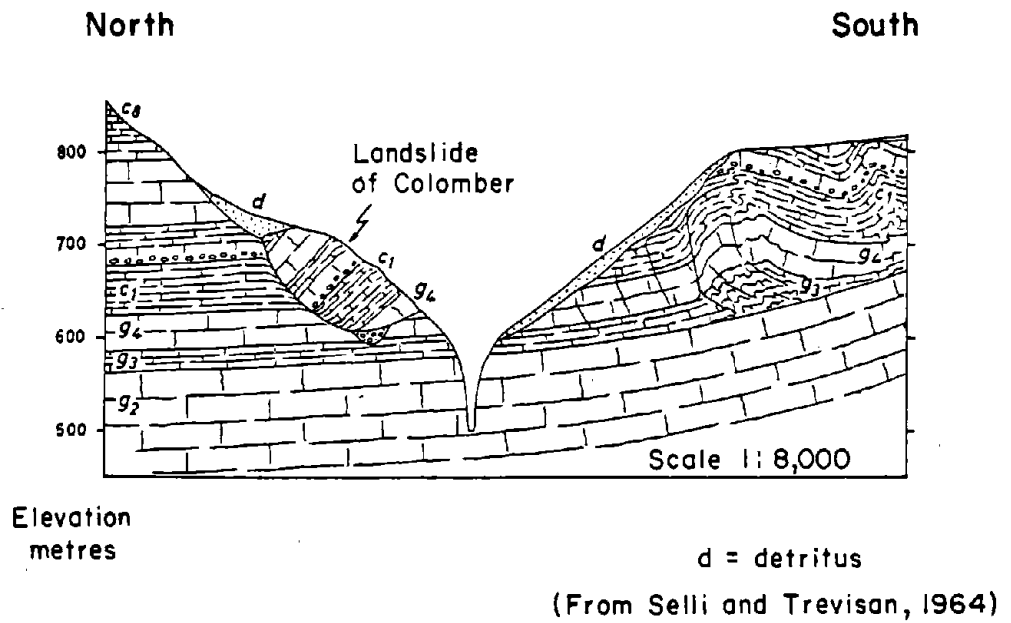 North
South
c8
800
Landslide
of Colomber
d
c1
700
c1
d
g4
c1
g4
g4
g3
600
g3
g2
500
Scale 1:8,000
Elevation
metres
d = detritus
(From Selli and Trevisan, 1964)